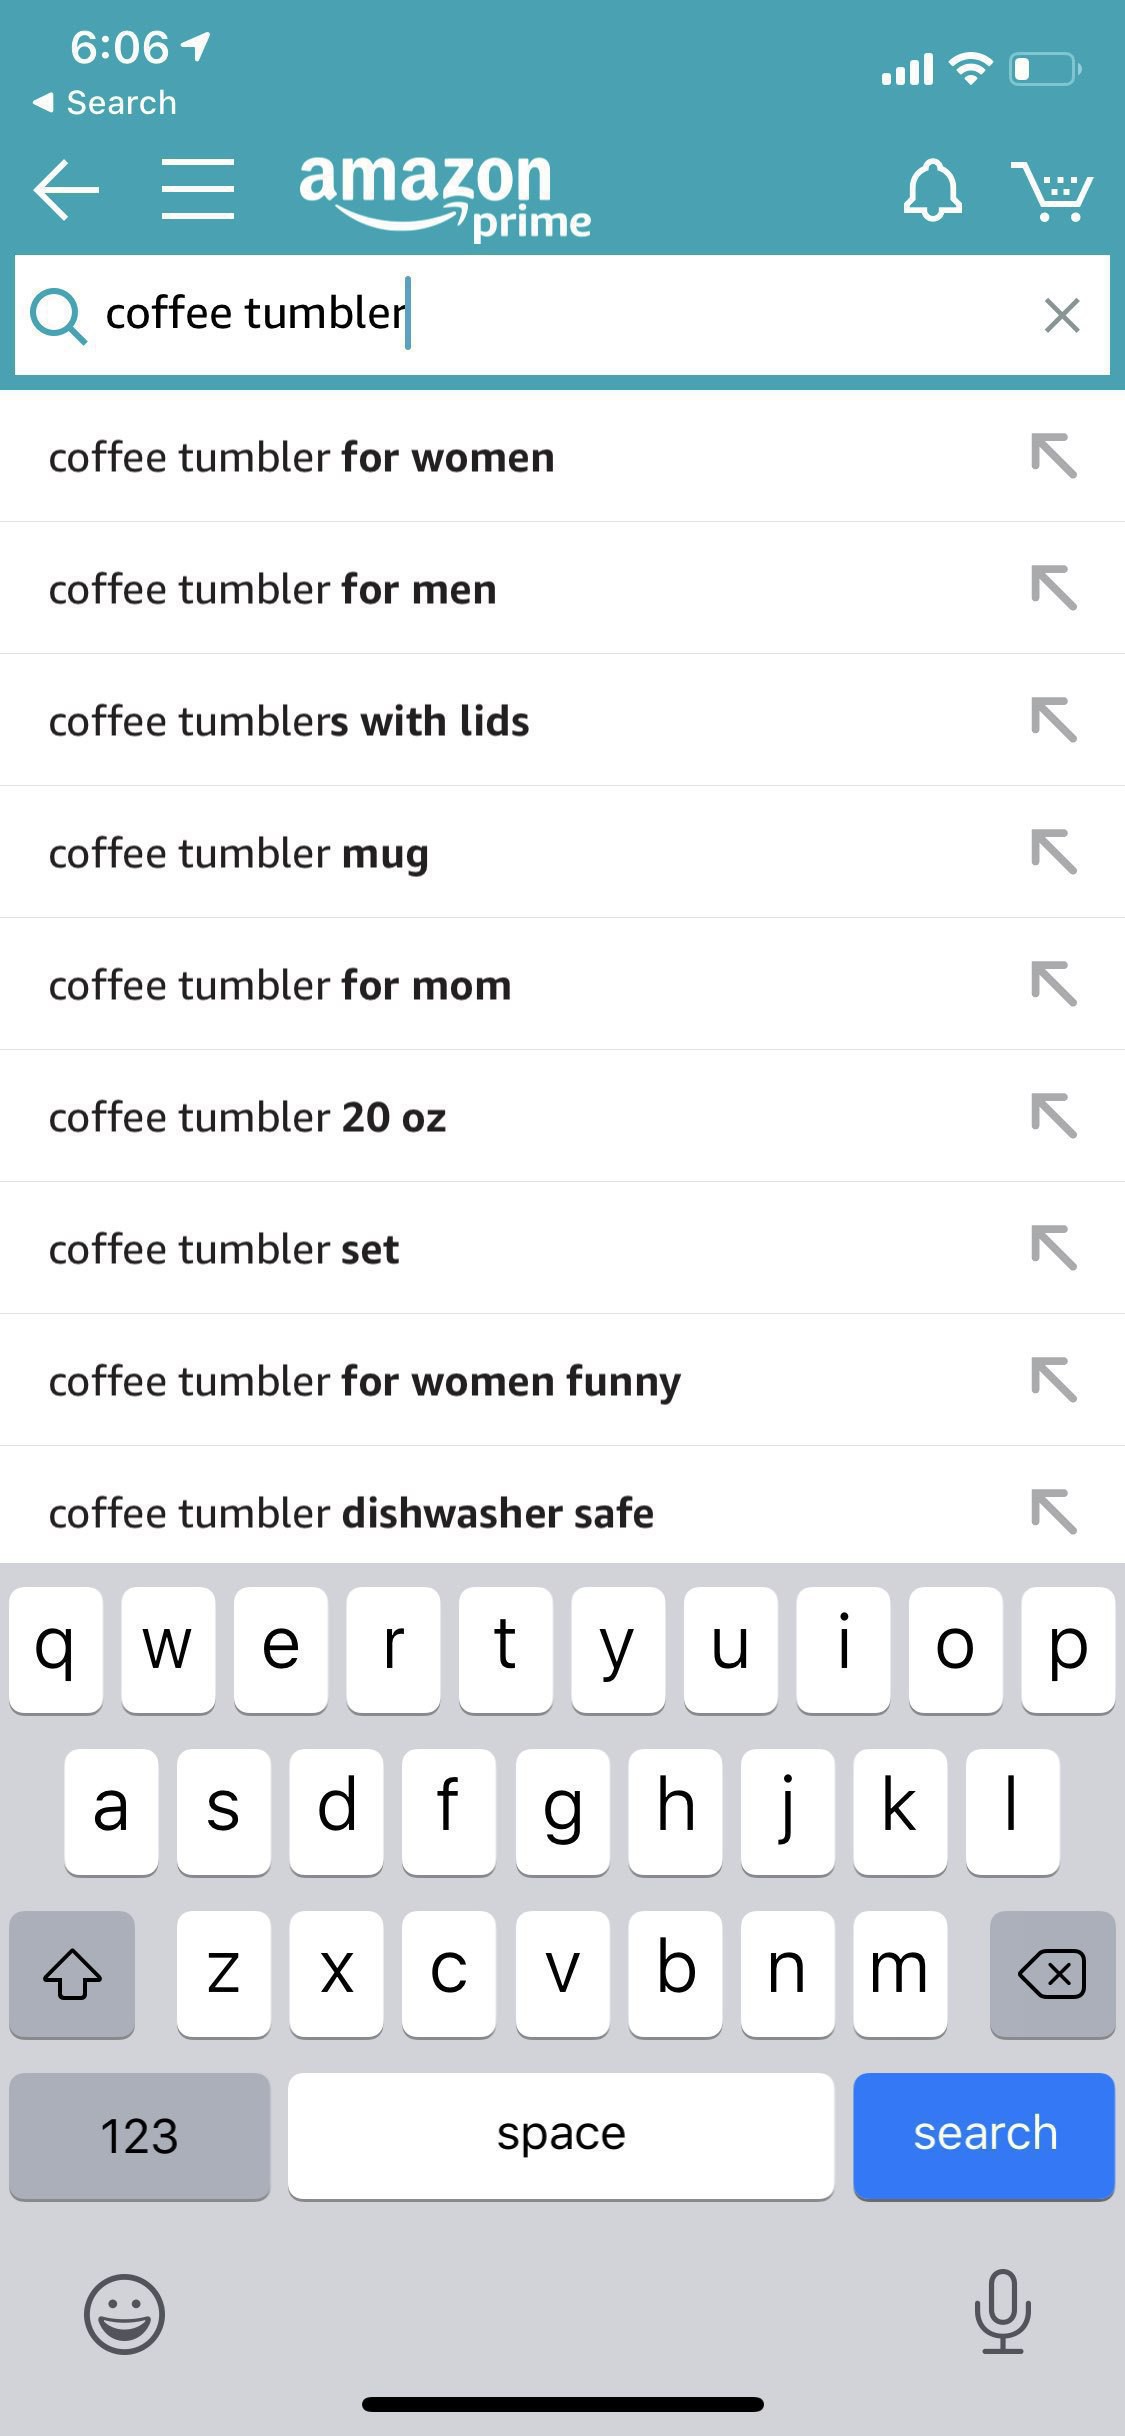 6:06
Search
amazon
prime
coffee tumbler
coffee tumbler for women
coffee tumbler for men
coffee tumblers with lids
coffee tumbler mug
coffee tumbler for mom
coffee tumbler 20 oz
coffee tumbler set
coffee tumbler for women funny
coffee tumbler dishwasher safe
q w e r t y u i o p
a s d f g h j k l
z x c v b n m
123 space search